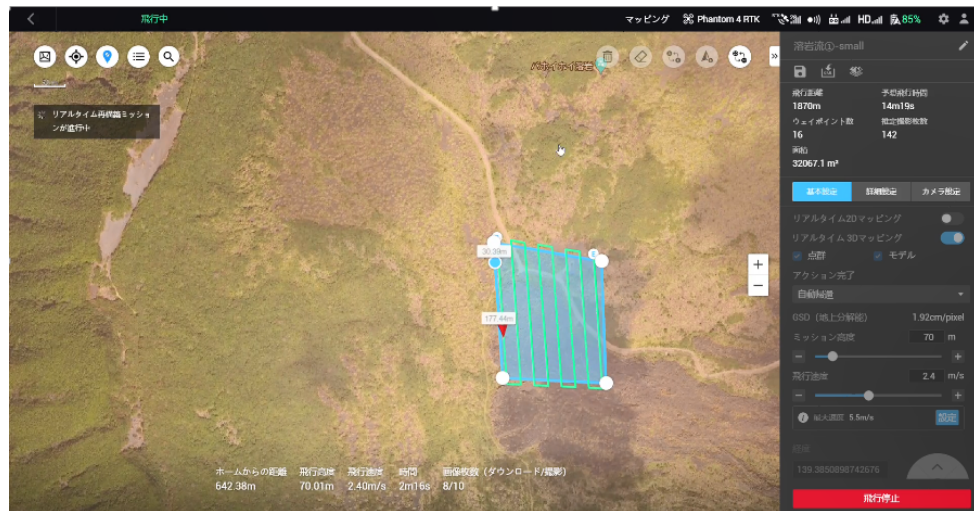 飛行中
マッピング
Phantom 4 RTK
HD
85%
リアルタイム再構築ミッションが進行中
30.39m
177.44m
ホームからの距離 飛行高度 飛行速度 時間 画像枚数 (ダウンロード/撮影)
642.38m 70.01m 2.40m/s 2m16s 8/10
溶岩流①-small
飛行距離 予想飛行時間
1870m 14m19s
ウェイポイント数 推定撮影枚数
16 142
面積
32067.1 m²
基本設定 詳細設定 カメラ設定
リアルタイム2Dマッピング
リアルタイム 3Dマッピング
点群 モデル
アクション完了
自動帰還
GSD (地上分解能) 1.92cm/pixel
ミッション高度 70 m
飛行速度 2.4 m/s
最大速度 5.5m/s 設定
経度
139.3850898742676
飛行停止